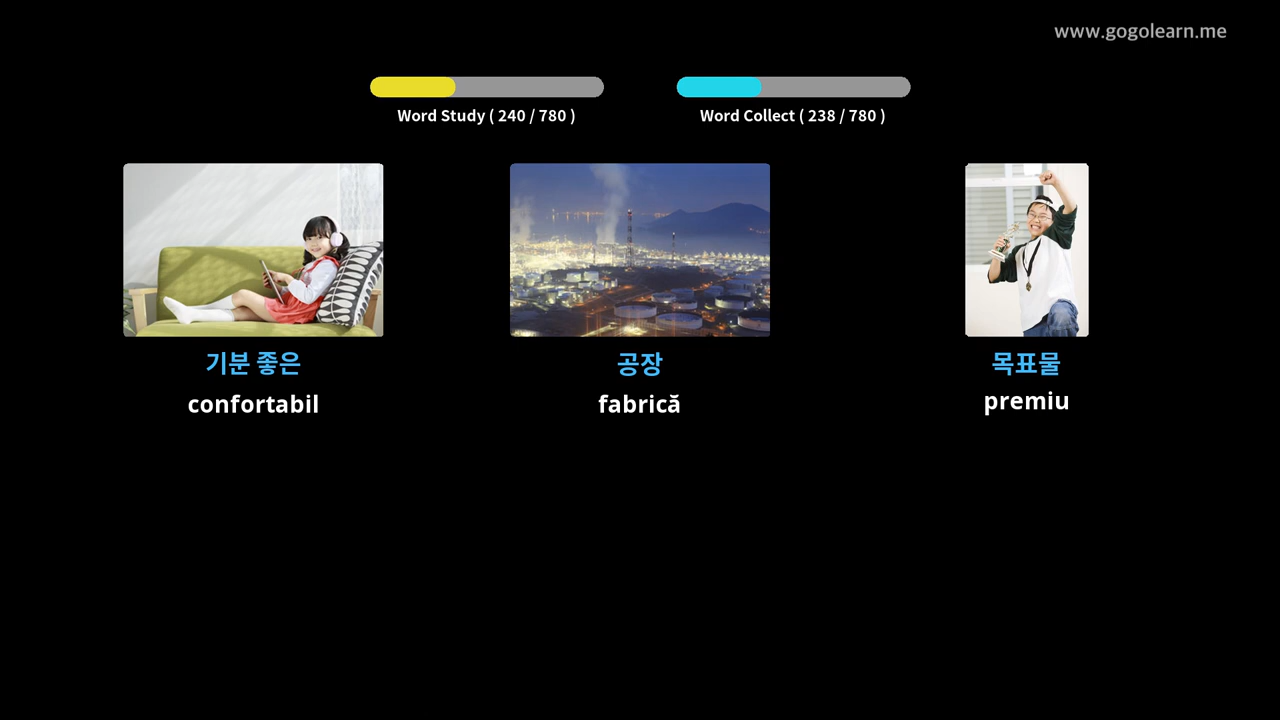 www.gogolearn.me
Word Study ( 240 / 780 )
Word Collect ( 238 / 780 )
기분 좋은
confortabil
공장
fabrică
목표물
premiu